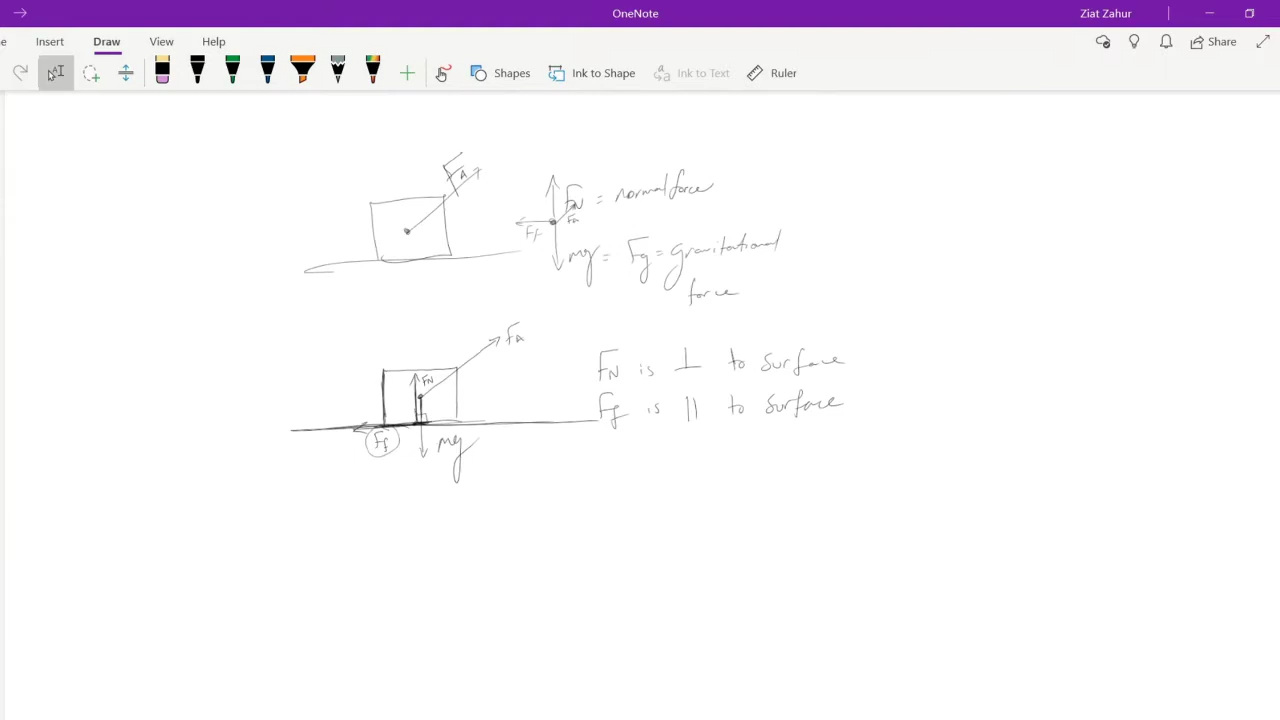 OneNote
Ziat Zahur
Insert
Draw
View
Help
Share
Shapes
Ink to Shape
Ink to Text
Ruler
FA
FN = normal force
FA
Ff
mg = Fg = gravitational
force
FA
FN
Ff
mg
FN is ⊥ to surface
Ff is || to surface